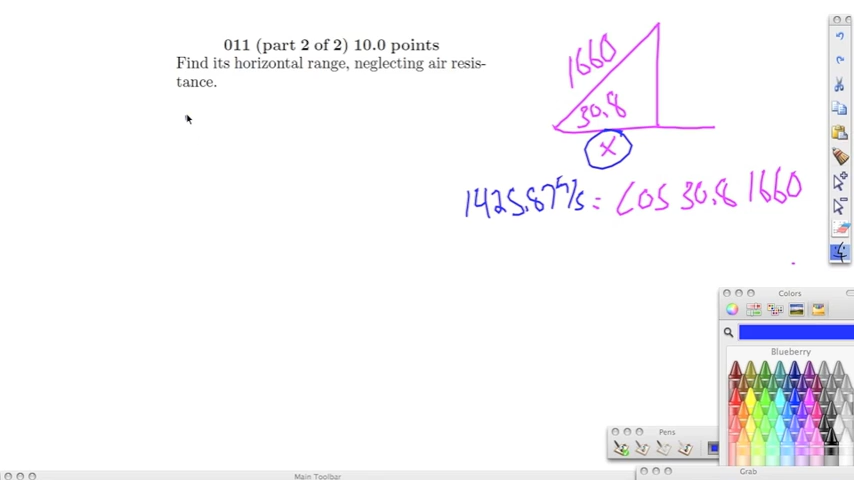 011 (part 2 of 2) 10.0 points
Find its horizontal range, neglecting air resis-
tance.
1660
30.8
x
1425.87 m/s = Cos 30.8 1660
Colors
Blueberry
Pens
Grab
Main Toolbar